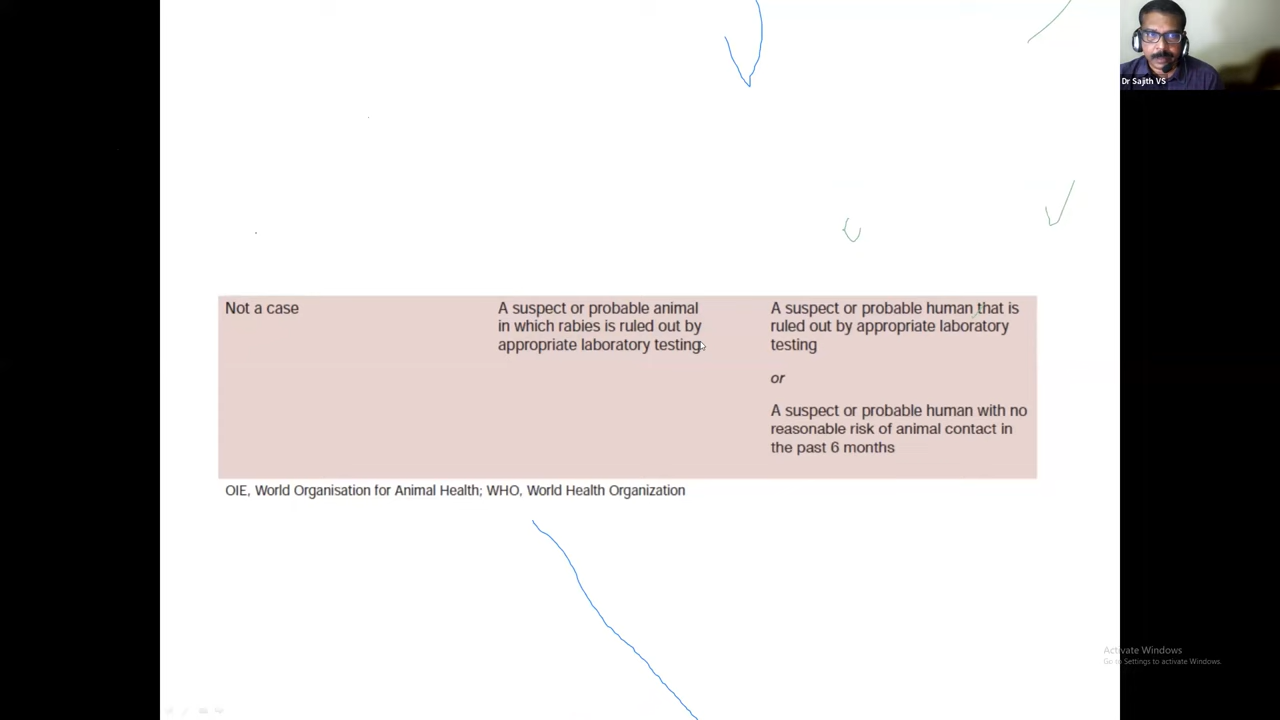 Dr Sajith VS
Not a case
A suspect or probable animal
in which rabies is ruled out by
appropriate laboratory testing
A suspect or probable human that is
ruled out by appropriate laboratory
testing
or
A suspect or probable human with no
reasonable risk of animal contact in
the past 6 months
OIE, World Organisation for Animal Health; WHO, World Health Organization
Activate Windows
Go to Settings to activate Windows.